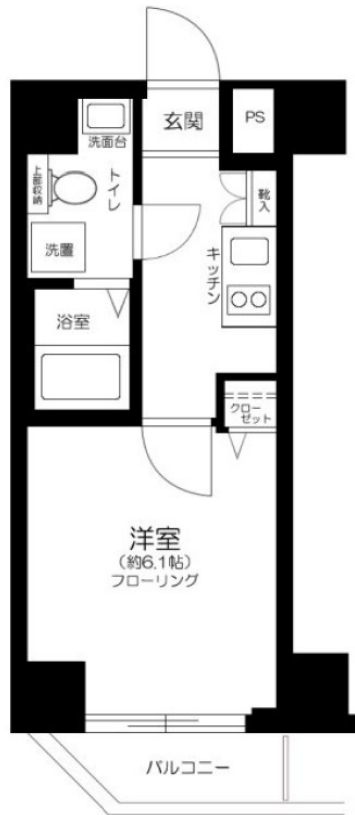 玄関
PS
洗面台
トイレ
上部収納
靴入
洗置
キッチン
浴室
クロー
ゼット
洋室
(約6.1帖)
フローリング
バルコニー